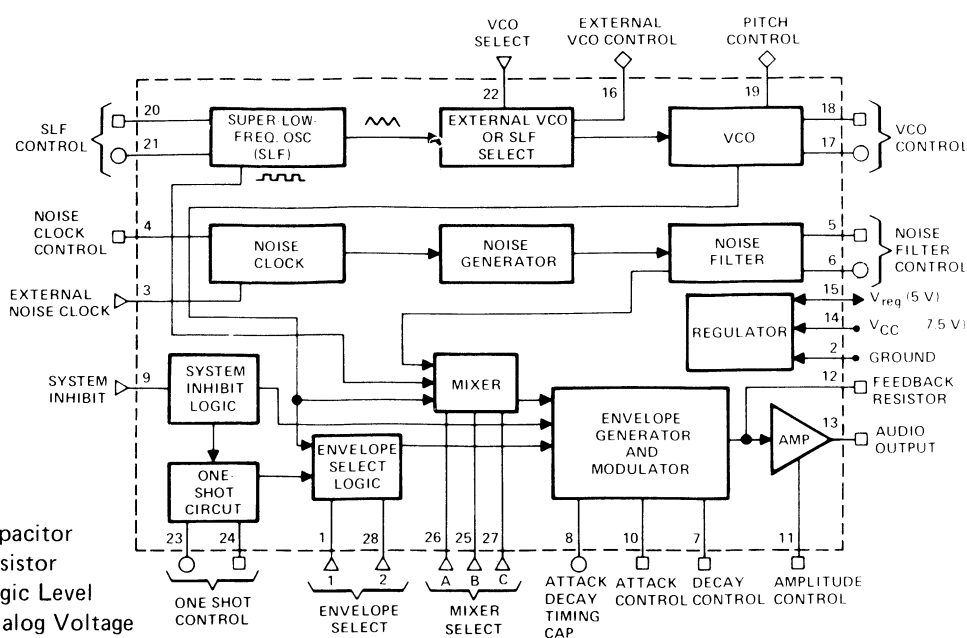 VCO
SELECT
EXTERNAL
VCO CONTROL
PITCH
CONTROL
22
16
19
20
21
SLF
CONTROL
SUPER-LOW-
FREQ. OSC
(SLF)
EXTERNAL VCO
OR SLF
SELECT
VCO
18
17
VCO
CONTROL
NOISE
CLOCK
CONTROL
4
NOISE
CLOCK
NOISE
GENERATOR
NOISE
FILTER
5
6
NOISE
FILTER
CONTROL
EXTERNAL
NOISE CLOCK
3
REGULATOR
15
Vreg (5 V)
14
VCC 7.5 V)
2
GROUND
SYSTEM
INHIBIT
9
SYSTEM
INHIBIT
LOGIC
MIXER
12
FEEDBACK
RESISTOR
ENVELOPE
GENERATOR
AND
MODULATOR
AMP
13
AUDIO
OUTPUT
ONE-
SHOT
CIRCUT
ENVELOPE
SELECT
LOGIC
23
24
1
28
26
25
27
8
10
7
11
1
2
A
B
C
ONE SHOT
CONTROL
ENVELOPE
SELECT
MIXER
SELECT
ATTACK
DECAY
TIMING
CAP
ATTACK
CONTROL
DECAY
CONTROL
AMPLITUDE
CONTROL
pacitor
sistor
gic Level
alog Voltage